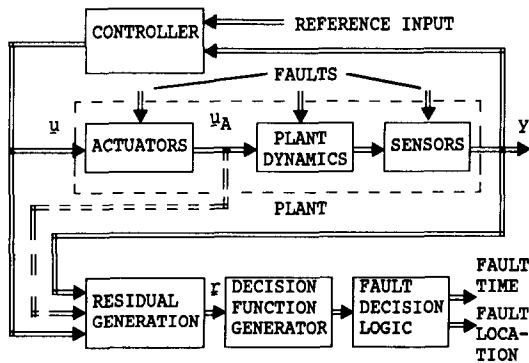 CONTROLLER
REFERENCE INPUT
FAULTS
u
ACTUATORS
u_A
PLANT
DYNAMICS
SENSORS
y
PLANT
RESIDUAL
GENERATION
r
DECISION
FUNCTION
GENERATOR
FAULT
DECISION
LOGIC
FAULT
TIME
FAULT
LOCA-
TION